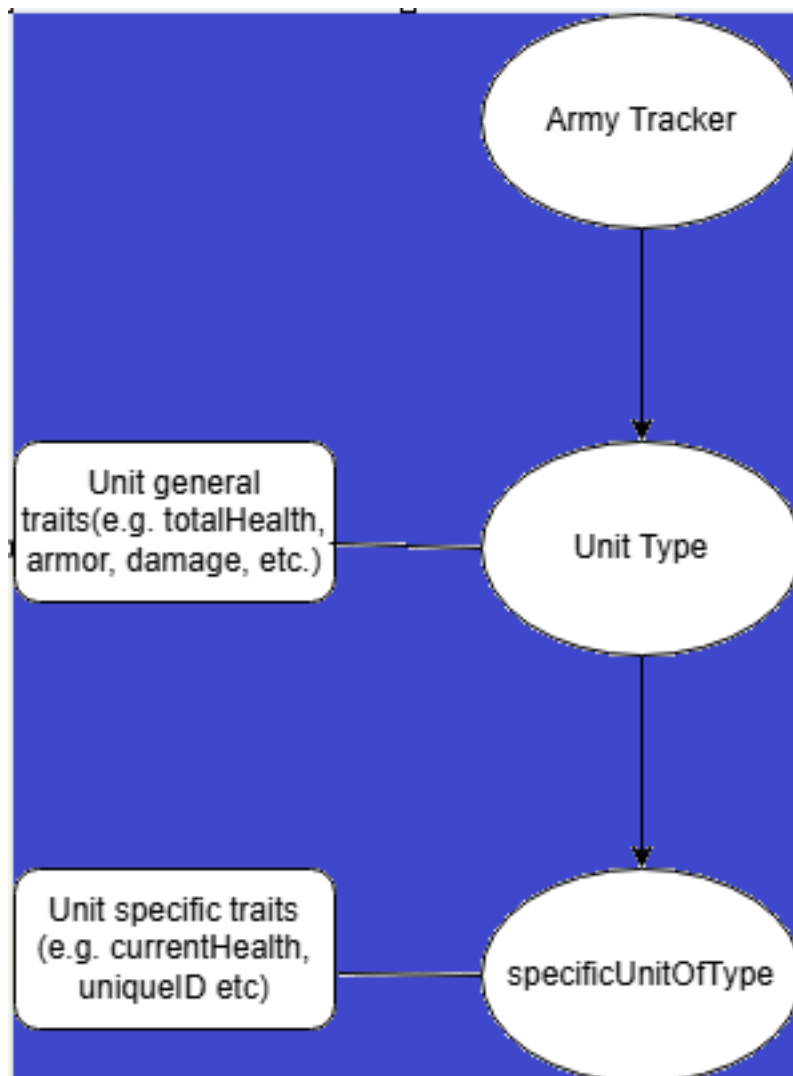 Army Tracker
Unit general
traits(e.g. totalHealth,
armor, damage, etc.)
Unit Type
Unit specific traits
(e.g. currentHealth,
uniqueID etc)
specificUnitOfType